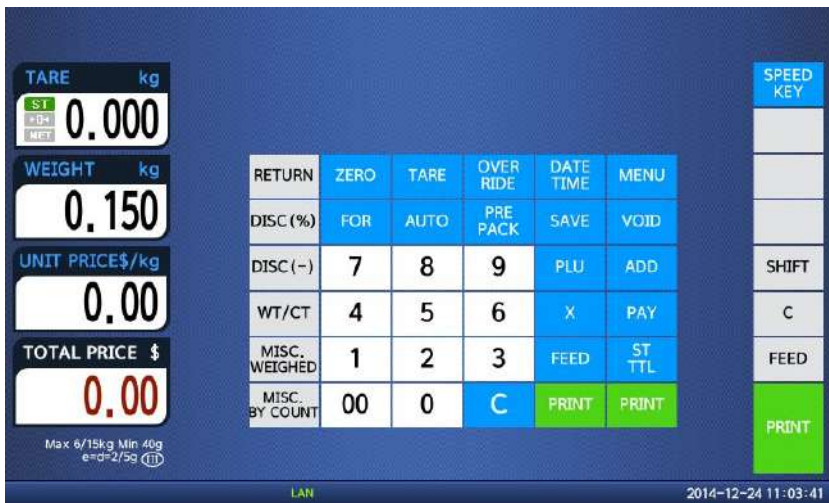 TARE kg
ST
→0←
NET
0.000
WEIGHT kg
0.150
UNIT PRICE$/kg
0.00
TOTAL PRICE $
0.00
Max 6/15kg Min 40g
e=d=2/5g III
RETURN ZERO TARE OVER RIDE DATE TIME MENU
DISC(%) FOR AUTO PRE PACK SAVE VOID
DISC(-) 7 8 9 PLU ADD
WT/CT 4 5 6 X PAY
MISC. WEIGHED 1 2 3 FEED ST TTL
MISC. BY COUNT 00 0 C PRINT PRINT
SPEED
KEY
SHIFT
C
FEED
PRINT
LAN
2014-12-24 11:03:41